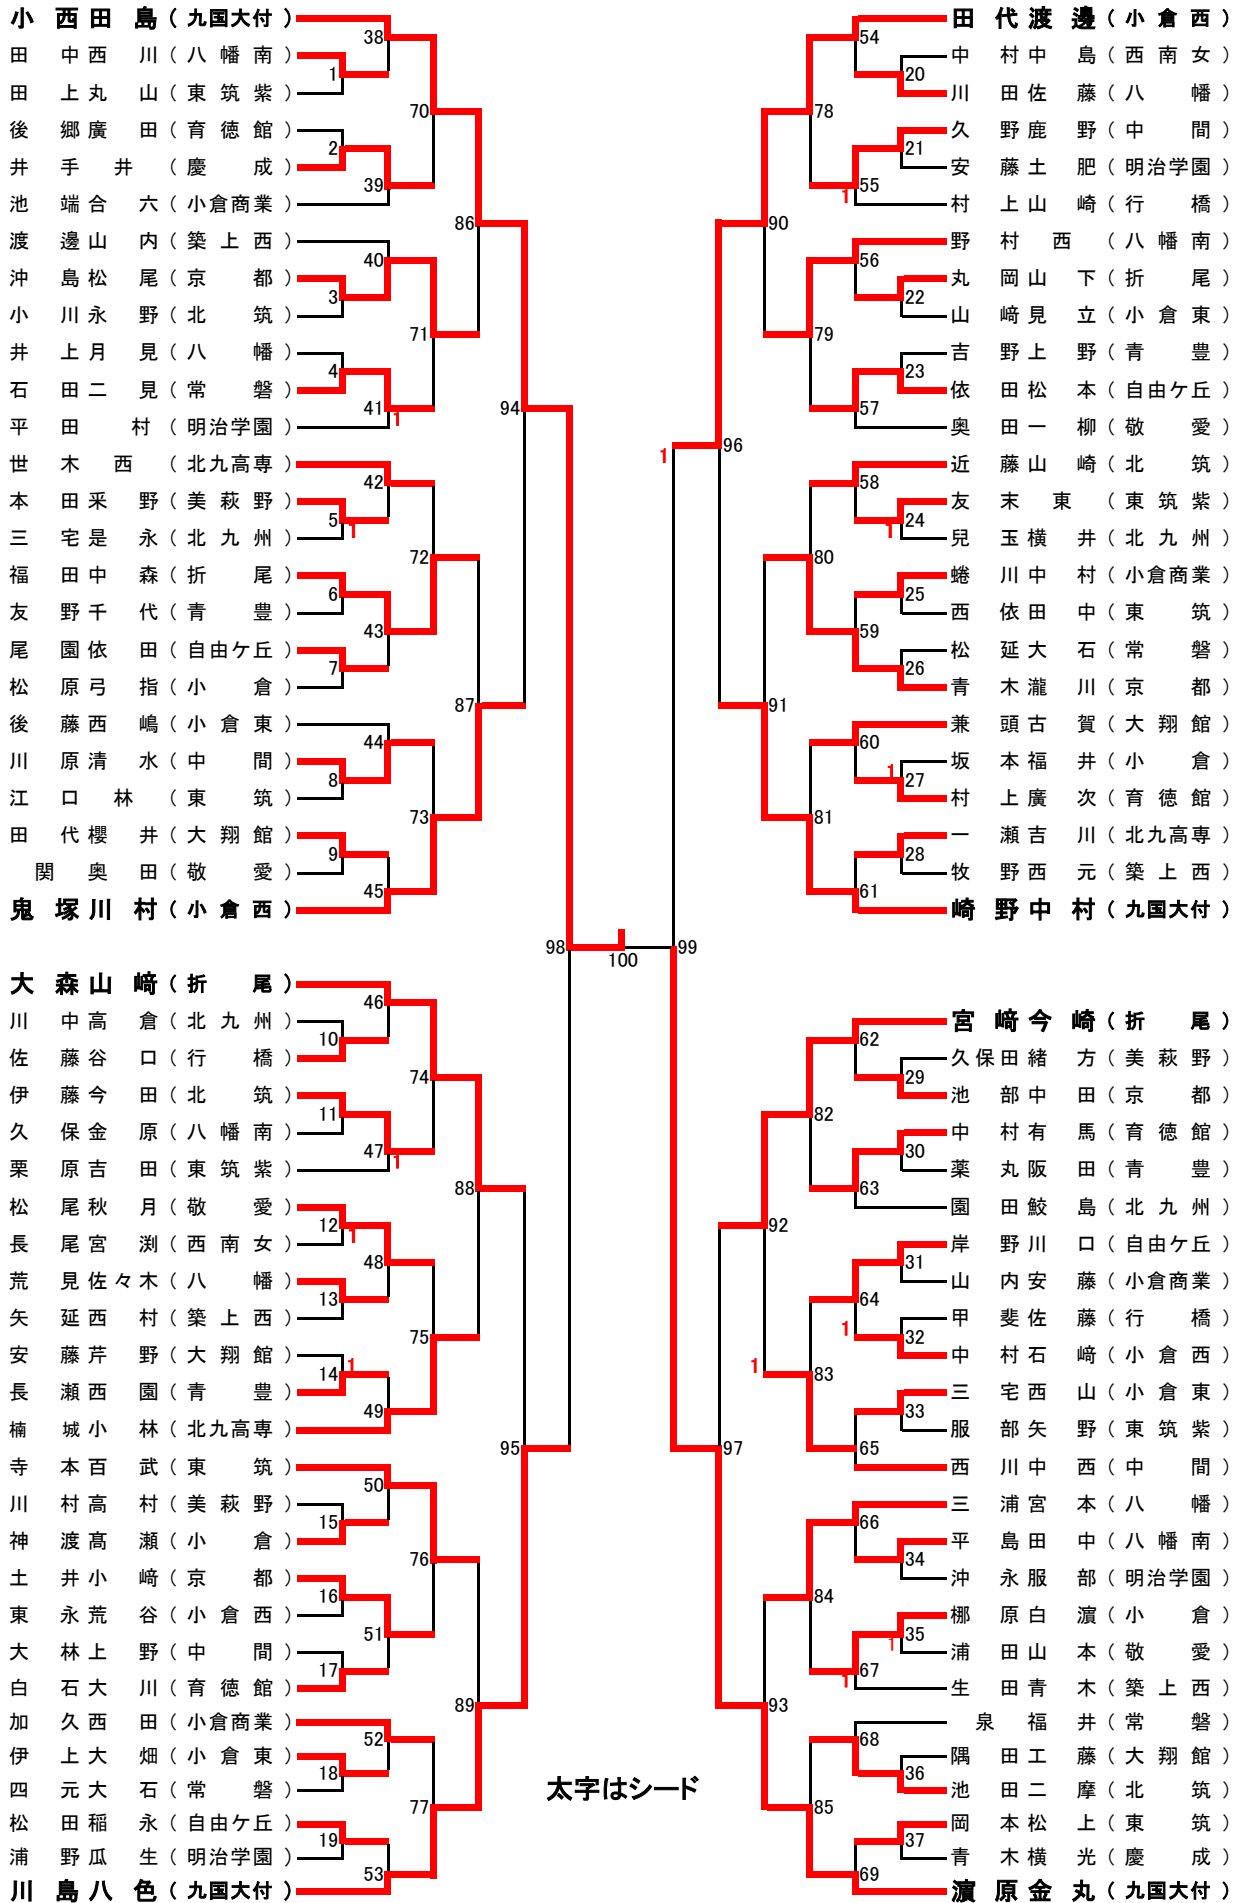 小西田島（九国大付）
田中西川（八幡南）
田上丸山（東筑紫）
後郷廣田（育徳館）
井手井（慶成）
池端合六（小倉商業）
渡邊山内（築上西）
沖島松尾（京都）
小川永野（北筑）
井上月見（八幡）
石田二見（常磐）
平田村（明治学園）
世木西（北九高専）
本田釆野（美萩野）
三宅是永（北九州）
福田中森（折尾）
友野千代（青豊）
尾園依田（自由ケ丘）
松原弓指（小倉）
後藤西嶋（小倉東）
川原清水（中間）
江口林（東筑）
田代櫻井（大翔館）
関奥田（敬愛）
鬼塚川村（小倉西）
38
1
70
2
39
86
40
3
71
4
41
1
94
42
5
1
72
6
43
7
87
44
8
73
9
45
田代渡邊（小倉西）
中村中島（西南女）
川田佐藤（八幡）
久野鹿野（中間）
安藤土肥（明治学園）
村上山崎（行橋）
野村西（八幡南）
丸岡山下（折尾）
山﨑見立（小倉東）
吉野上野（青豊）
依田松本（自由ケ丘）
奥田一柳（敬愛）
近藤山崎（北筑）
友末東（東筑紫）
兒玉横井（北九州）
蜷川中村（小倉商業）
西依田中（東筑）
松延大石（常磐）
青木瀧川（京都）
兼頭古賀（大翔館）
坂本福井（小倉）
村上廣次（育徳館）
一瀬吉川（北九高専）
牧野西元（築上西）
崎野中村（九国大付）
54
20
78
21
55
1
90
56
22
79
23
57
96
1
58
24
1
80
25
59
26
91
60
1
27
81
28
61
98
100
99
大森山﨑（折尾）
川中高倉（北九州）
佐藤谷口（行橋）
伊藤今田（北筑）
久保金原（八幡南）
栗原吉田（東筑紫）
松尾秋月（敬愛）
長尾宮渕（西南女）
荒見佐々木（八幡）
矢延西村（築上西）
安藤芹野（大翔館）
長瀬西園（青豊）
楠城小林（北九高専）
寺本百武（東筑）
川村高村（美萩野）
神渡髙瀬（小倉）
土井小﨑（京都）
東永荒谷（小倉西）
大林上野（中間）
白石大川（育徳館）
加久西田（小倉商業）
伊上大畑（小倉東）
四元大石（常磐）
松田稲永（自由ケ丘）
浦野瓜生（明治学園）
川島八色（九国大付）
46
10
74
11
47
1
88
12
1
48
13
75
1
14
49
95
50
15
76
16
51
17
89
52
18
77
19
53
太字はシード
宮﨑今崎（折尾）
久保田緒方（美萩野）
池部中田（京都）
中村有馬（育徳館）
薬丸阪田（青豊）
園田鮫島（北九州）
岸野川口（自由ケ丘）
山内安藤（小倉商業）
甲斐佐藤（行橋）
中村石﨑（小倉西）
三宅西山（小倉東）
服部矢野（東筑紫）
西川中西（中間）
三浦宮本（八幡）
平島田中（八幡南）
沖永服部（明治学園）
梛原白濵（小倉）
浦田山本（敬愛）
生田青木（築上西）
泉福井（常磐）
隅田工藤（大翔館）
池田二摩（北筑）
岡本松上（東筑）
青木横光（慶成）
濵原金丸（九国大付）
62
29
82
30
63
92
31
64
1
32
1
83
33
65
97
66
34
84
35
1
67
1
93
68
36
85
37
69